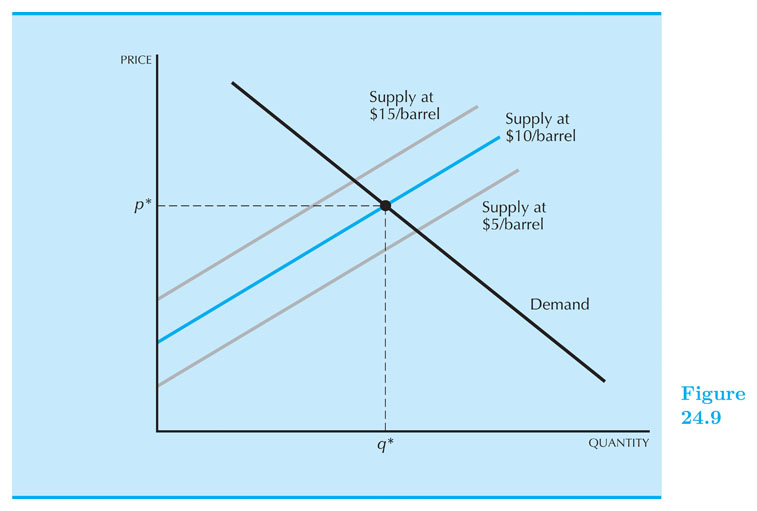 PRICE
Supply at
$15/barrel
Supply at
$10/barrel
p*
Supply at
$5/barrel
Demand
Figure
24.9
q*
QUANTITY